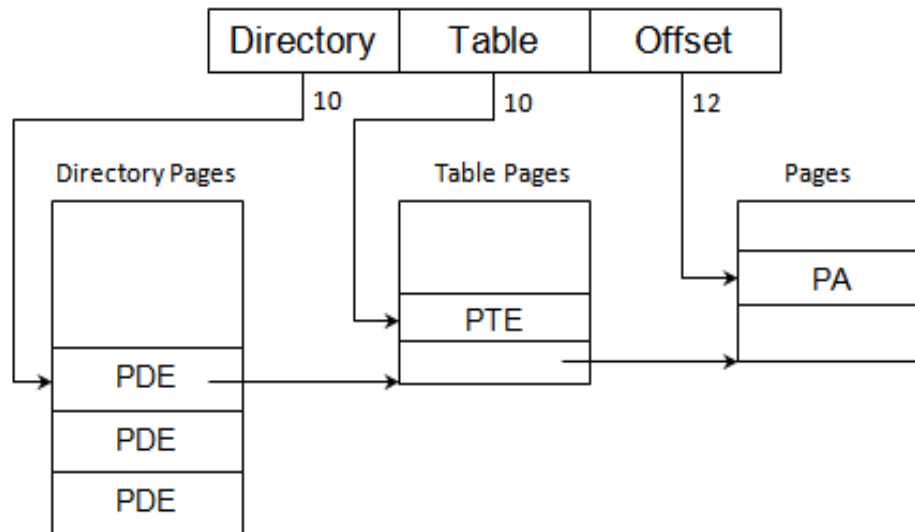 Directory Table Offset
10 10 12
Directory Pages Table Pages Pages
PA
PTE
PDE
PDE
PDE